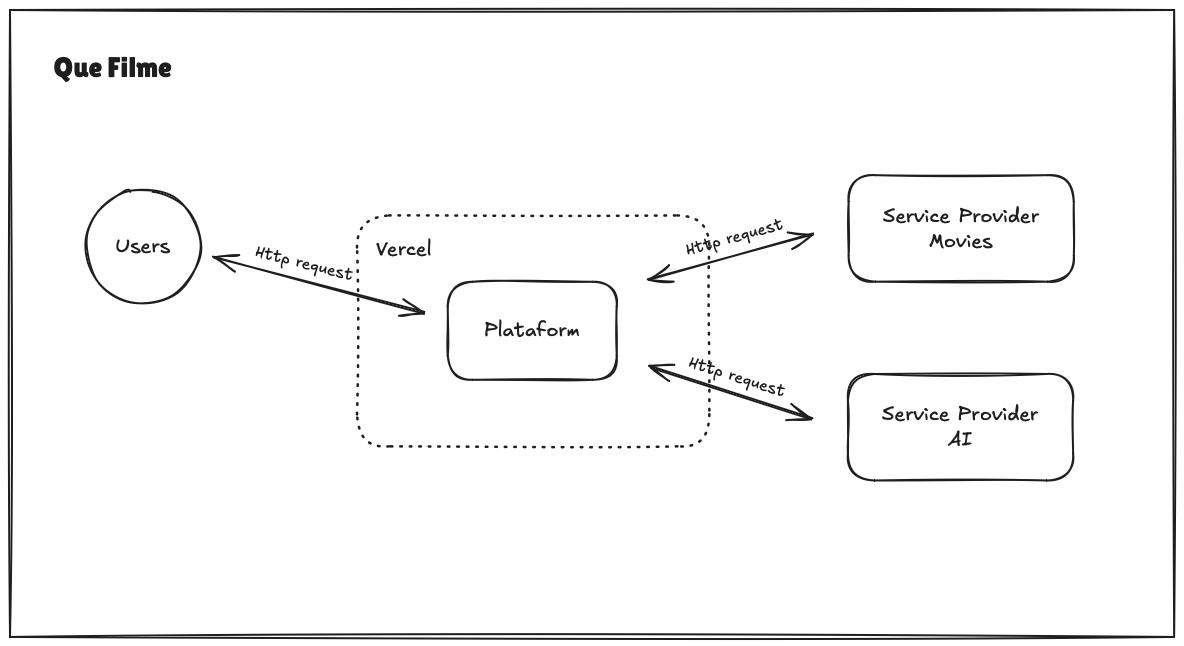 Que Filme
Users
Http request
Vercel
Plataform
Http request
Service Provider
Movies
Http request
Service Provider
AI